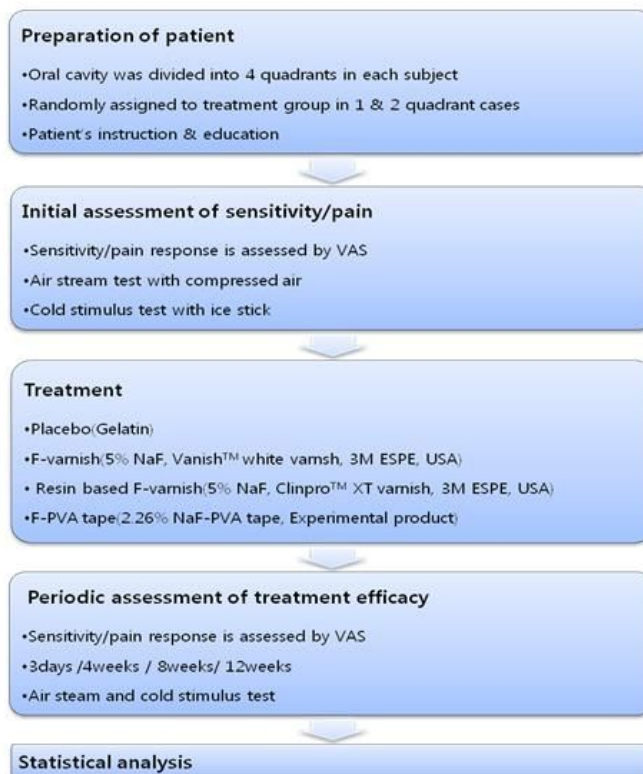 Preparation of patient
•Oral cavity was divided into 4 quadrants in each subject
•Randomly assigned to treatment group in 1 & 2 quadrant cases
•Patient's instruction & education
Initial assessment of sensitivity/pain
•Sensitivity/pain response is assessed by VAS
•Air stream test with compressed air
•Cold stimulus test with ice stick
Treatment
•Placebo(Gelatin)
•F-varnish(5% NaF, Vanish™ white varnsh, 3M ESPE, USA)
• Resin based F-varnish(5% NaF, Clinpro™ XT varnish, 3M ESPE, USA)
•F-PVA tape(2.26% NaF-PVA tape, Experimental product)
Periodic assessment of treatment efficacy
•Sensitivity/pain response is assessed by VAS
•3days /4weeks / 8weeks/ 12weeks
•Air steam and cold stimulus test
Statistical analysis